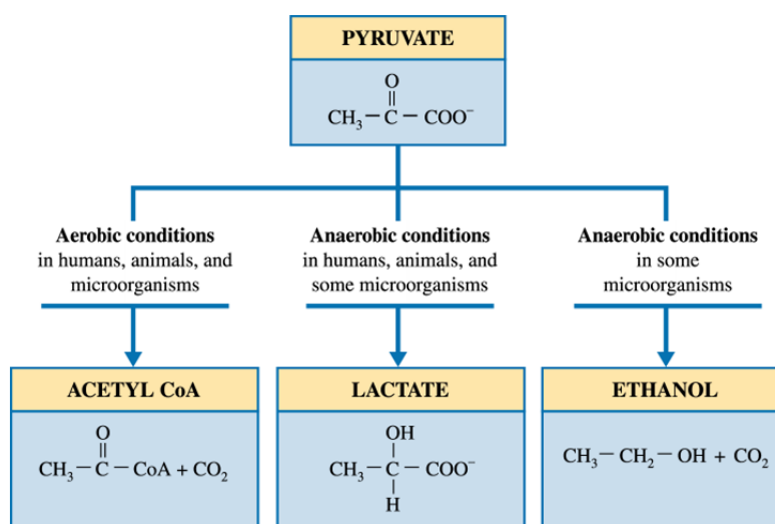 PYRUVATE
O
||
CH₃ — C — COO⁻
Aerobic conditions
in humans, animals, and
microorganisms
Anaerobic conditions
in humans, animals, and
some microorganisms
Anaerobic conditions
in some
microorganisms
ACETYL CoA
O
||
CH₃ — C — CoA + CO₂
LACTATE
OH
|
CH₃ — C — COO⁻
|
H
ETHANOL
CH₃ — CH₂ — OH + CO₂